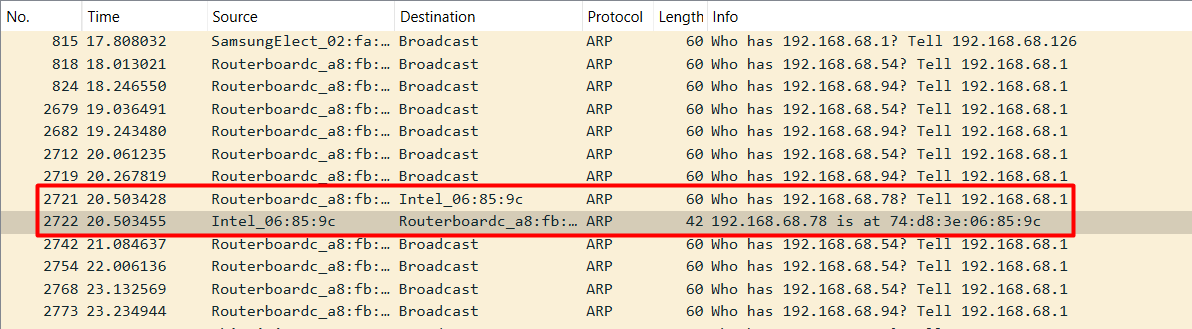 No. Time Source Destination Protocol Length Info
815 17.808032 SamsungElect_02:fa:… Broadcast ARP 60 Who has 192.168.68.1? Tell 192.168.68.126
818 18.013021 Routerboardc_a8:fb:… Broadcast ARP 60 Who has 192.168.68.54? Tell 192.168.68.1
824 18.246550 Routerboardc_a8:fb:… Broadcast ARP 60 Who has 192.168.68.94? Tell 192.168.68.1
2679 19.036491 Routerboardc_a8:fb:… Broadcast ARP 60 Who has 192.168.68.54? Tell 192.168.68.1
2682 19.243480 Routerboardc_a8:fb:… Broadcast ARP 60 Who has 192.168.68.94? Tell 192.168.68.1
2712 20.061235 Routerboardc_a8:fb:… Broadcast ARP 60 Who has 192.168.68.54? Tell 192.168.68.1
2719 20.267819 Routerboardc_a8:fb:… Broadcast ARP 60 Who has 192.168.68.94? Tell 192.168.68.1
2721 20.503428 Routerboardc_a8:fb:… Intel_06:85:9c ARP 60 Who has 192.168.68.78? Tell 192.168.68.1
2722 20.503455 Intel_06:85:9c Routerboardc_a8:fb:… ARP 42 192.168.68.78 is at 74:d8:3e:06:85:9c
2742 21.084637 Routerboardc_a8:fb:… Broadcast ARP 60 Who has 192.168.68.54? Tell 192.168.68.1
2754 22.006136 Routerboardc_a8:fb:… Broadcast ARP 60 Who has 192.168.68.54? Tell 192.168.68.1
2768 23.132569 Routerboardc_a8:fb:… Broadcast ARP 60 Who has 192.168.68.54? Tell 192.168.68.1
2773 23.234944 Routerboardc_a8:fb:… Broadcast ARP 60 Who has 192.168.68.94? Tell 192.168.68.1